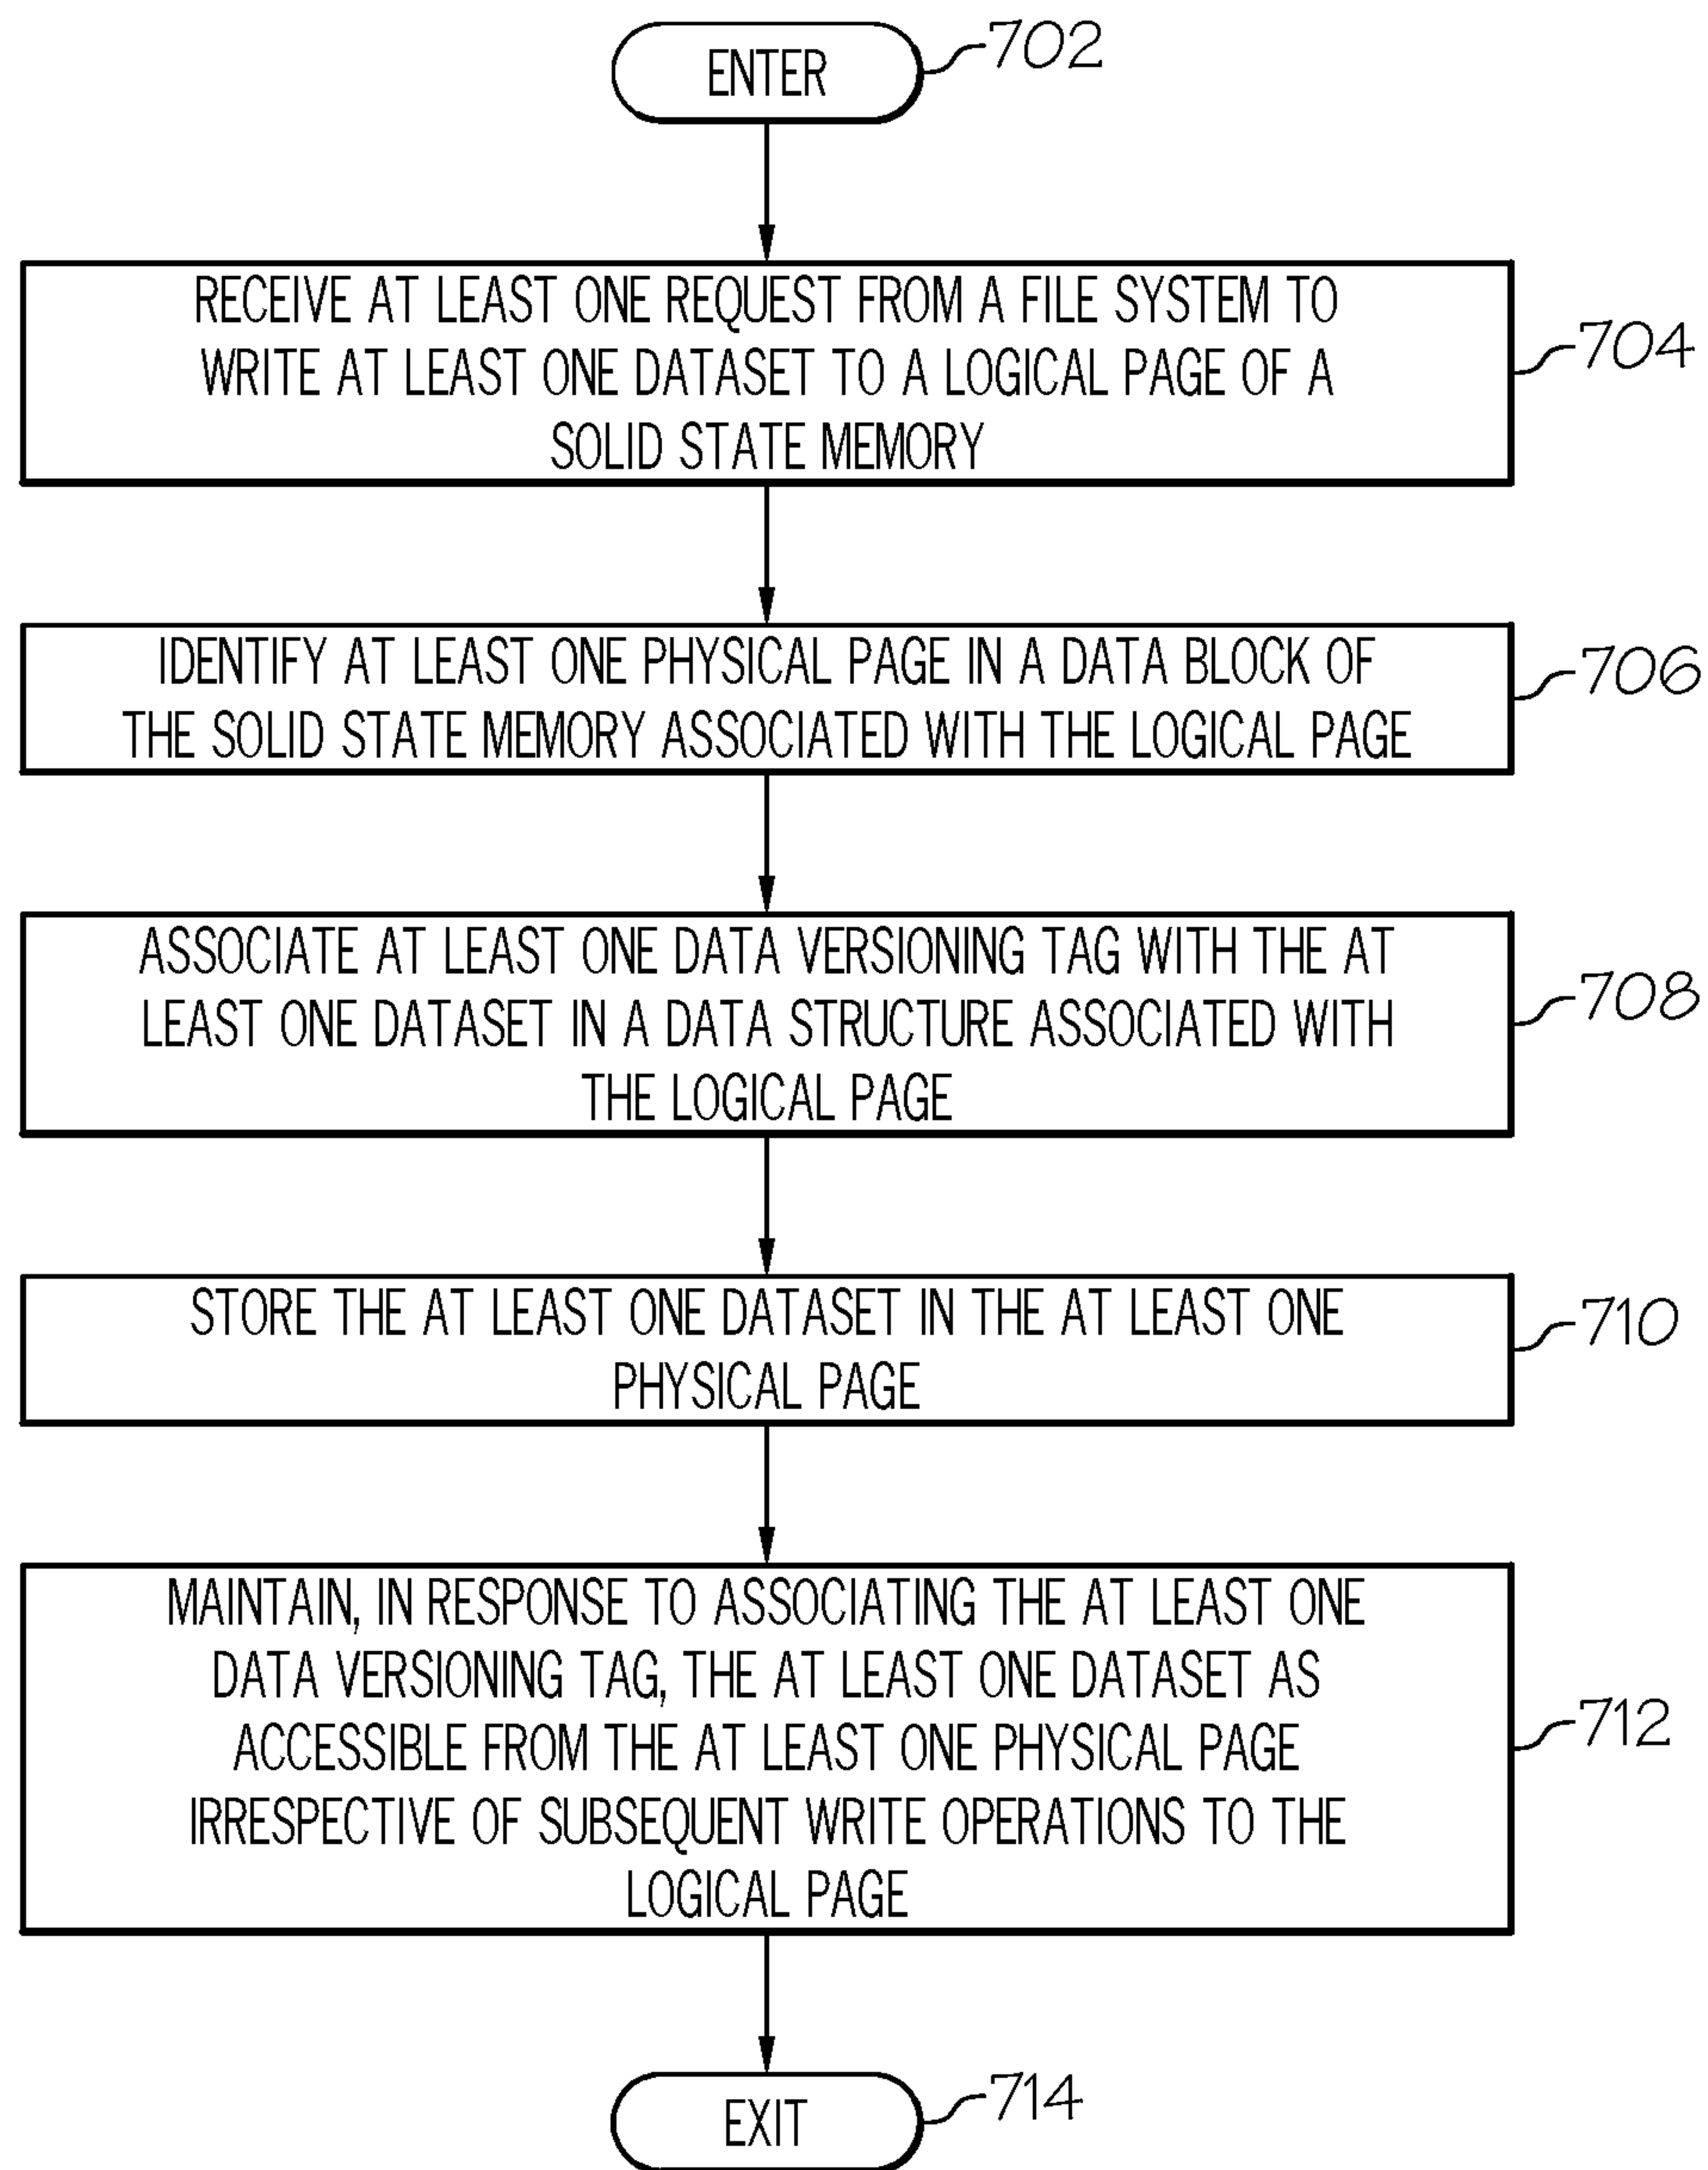 ENTER
702
RECEIVE AT LEAST ONE REQUEST FROM A FILE SYSTEM TO
WRITE AT LEAST ONE DATASET TO A LOGICAL PAGE OF A
SOLID STATE MEMORY
704
IDENTIFY AT LEAST ONE PHYSICAL PAGE IN A DATA BLOCK OF
THE SOLID STATE MEMORY ASSOCIATED WITH THE LOGICAL PAGE
706
ASSOCIATE AT LEAST ONE DATA VERSIONING TAG WITH THE AT
LEAST ONE DATASET IN A DATA STRUCTURE ASSOCIATED WITH
THE LOGICAL PAGE
708
STORE THE AT LEAST ONE DATASET IN THE AT LEAST ONE
PHYSICAL PAGE
710
MAINTAIN, IN RESPONSE TO ASSOCIATING THE AT LEAST ONE
DATA VERSIONING TAG, THE AT LEAST ONE DATASET AS
ACCESSIBLE FROM THE AT LEAST ONE PHYSICAL PAGE
IRRESPECTIVE OF SUBSEQUENT WRITE OPERATIONS TO THE
LOGICAL PAGE
712
EXIT
714